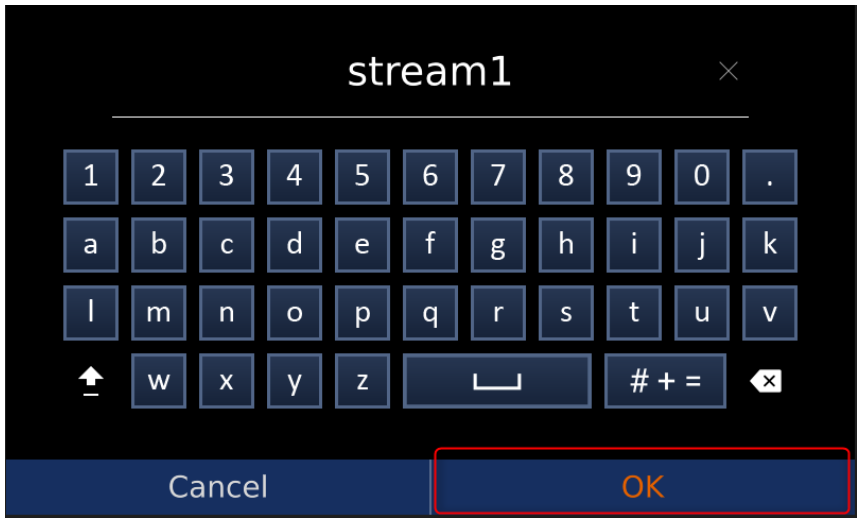 stream1 ×
1 2 3 4 5 6 7 8 9 0 .
a b c d e f g h i j k
l m n o p q r s t u v
w x y z # + =
Cancel OK